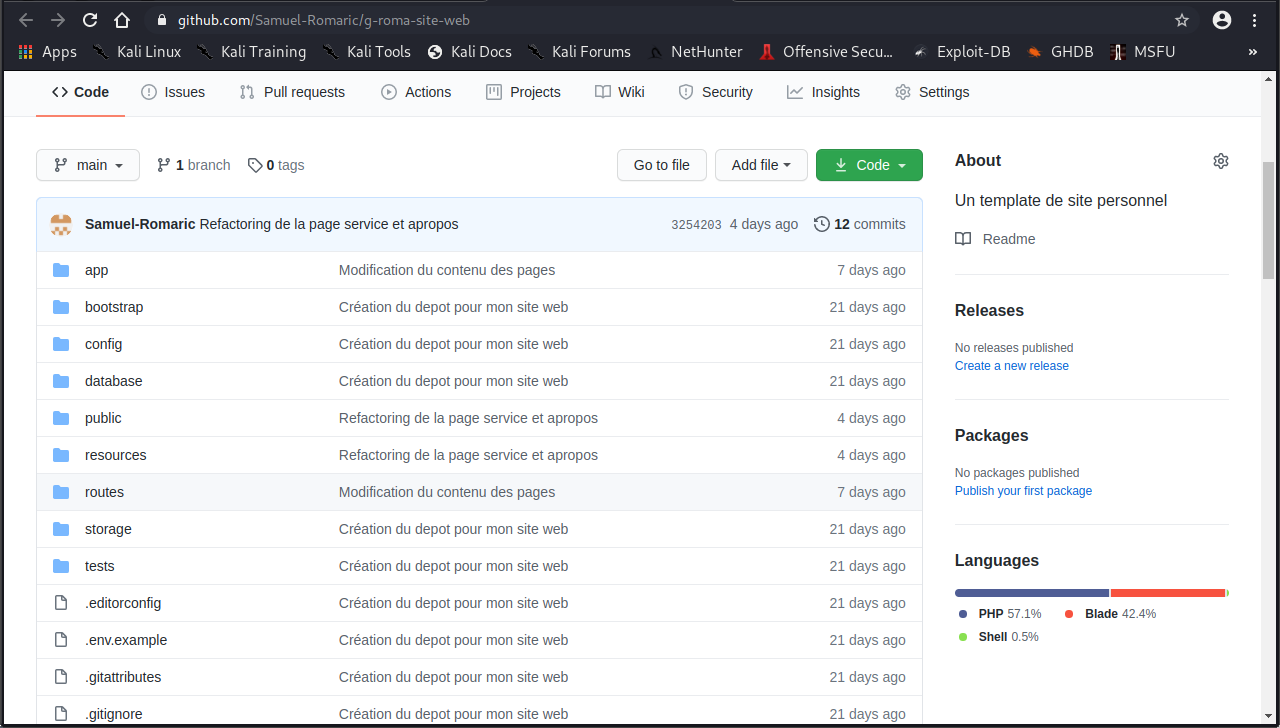 github.com/Samuel-Romaric/g-roma-site-web
Apps Kali Linux Kali Training Kali Tools Kali Docs Kali Forums NetHunter Offensive Secu... Exploit-DB GHDB MSFU »
Code Issues Pull requests Actions Projects Wiki Security Insights Settings
main 1 branch 0 tags Go to file Add file Code
Samuel-Romaric Refactoring de la page service et apropos 3254203 4 days ago 12 commits
app Modification du contenu des pages 7 days ago
bootstrap Création du depot pour mon site web 21 days ago
config Création du depot pour mon site web 21 days ago
database Création du depot pour mon site web 21 days ago
public Refactoring de la page service et apropos 4 days ago
resources Refactoring de la page service et apropos 4 days ago
routes Modification du contenu des pages 7 days ago
storage Création du depot pour mon site web 21 days ago
tests Création du depot pour mon site web 21 days ago
.editorconfig Création du depot pour mon site web 21 days ago
.env.example Création du depot pour mon site web 21 days ago
.gitattributes Création du depot pour mon site web 21 days ago
.gitignore Création du depot pour mon site web 21 days ago
About
Un template de site personnel
Readme
Releases
No releases published
Create a new release
Packages
No packages published
Publish your first package
Languages
PHP 57.1% Blade 42.4%
Shell 0.5%